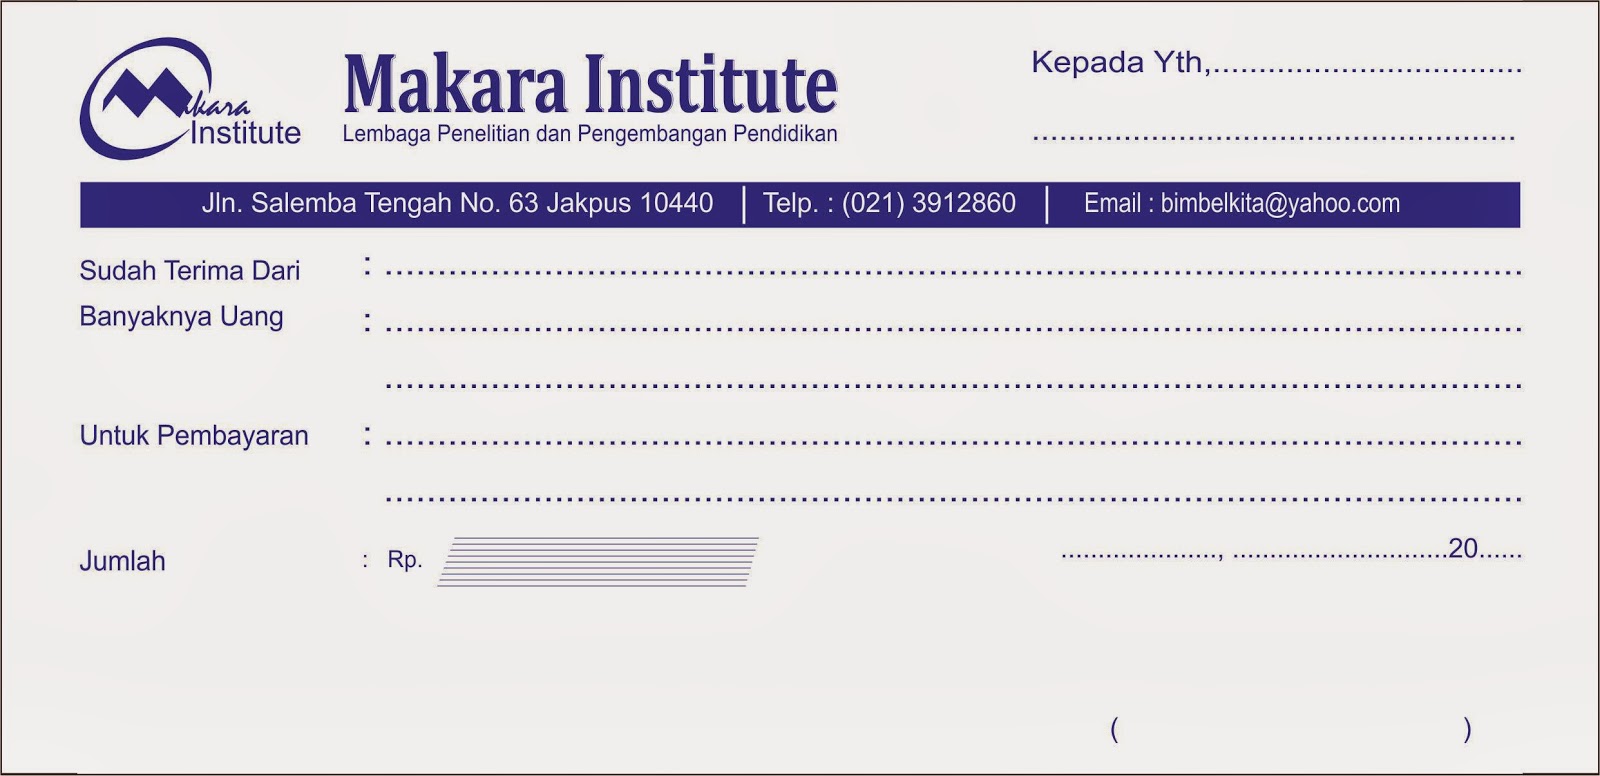 Makara
Institute
Makara Institute
Lembaga Penelitian dan Pengembangan Pendidikan
Kepada Yth,..................................
......................................................
Jln. Salemba Tengah No. 63 Jakpus 10440 | Telp. : (021) 3912860 | Email : bimbelkita@yahoo.com
Sudah Terima Dari : ..........................................................................
Banyaknya Uang : ..........................................................................
..........................................................................
Untuk Pembayaran : ..........................................................................
..........................................................................
Jumlah : Rp.
....................., .............................20......
( )